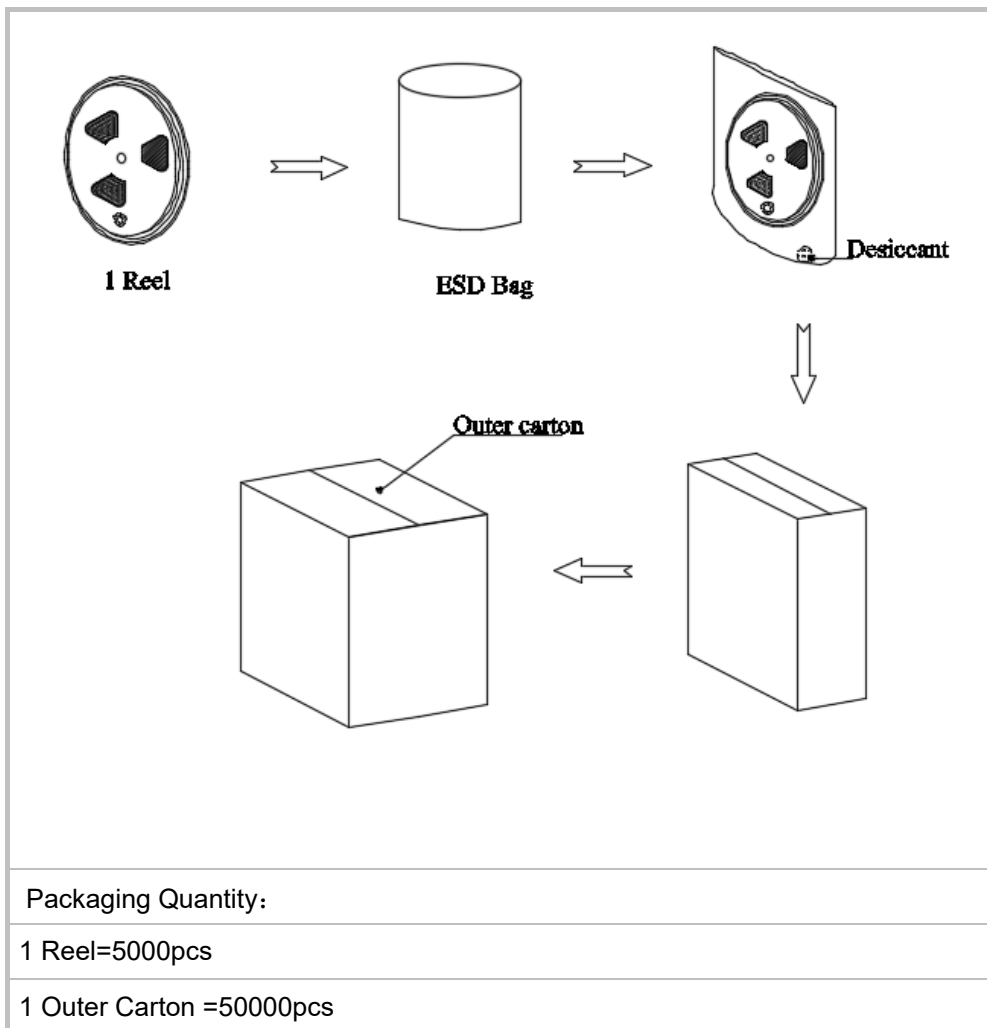 1 Reel
ESD Bag
Desiccant
Outer carton
Packaging Quantity：
1 Reel=5000pcs
1 Outer Carton =50000pcs